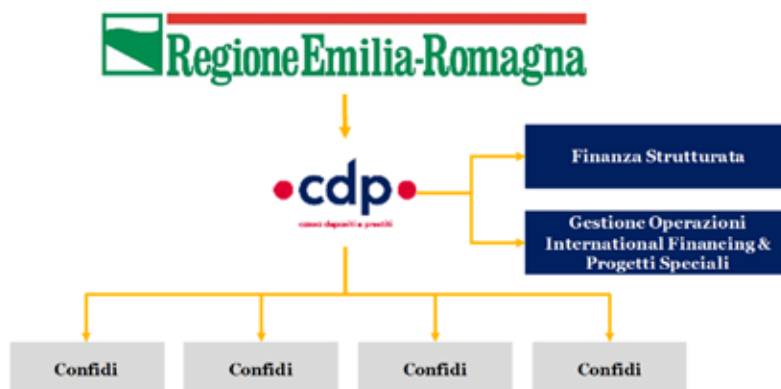 RegioneEmilia-Romagna
cdp
cassa depositi e prestiti
Finanza Strutturata
Gestione Operazioni
International Financing &
Progetti Speciali
Confidi
Confidi
Confidi
Confidi